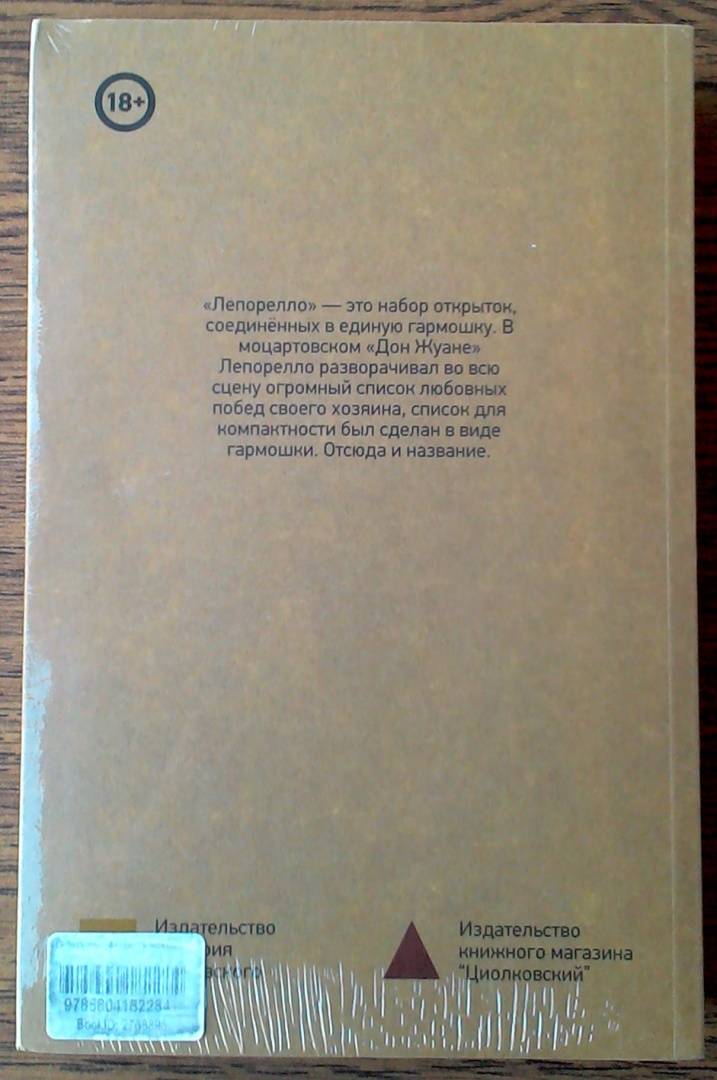 18+
«Лепорелло» — это набор открыток,
соединённых в единую гармошку. В
моцартовском «Дон Жуане»
Лепорелло разворачивал во всю
сцену огромный список любовных
побед своего хозяина, список для
компактности был сделан в виде
гармошки. Отсюда и название.
Издательство
Издательство
книжного магазина
"Циолковский"